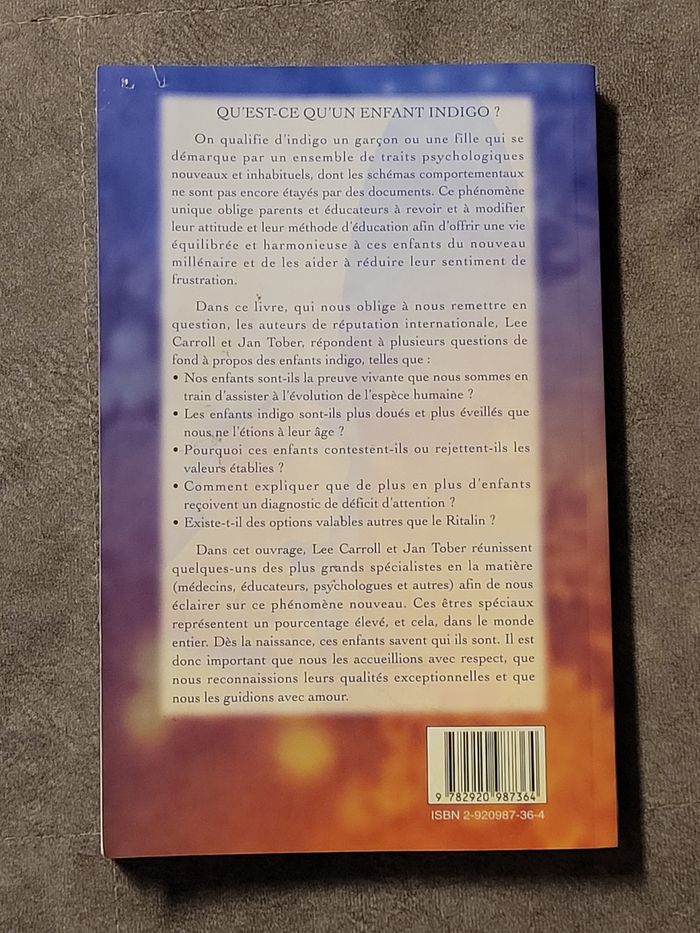 QU'EST-CE QU'UN ENFANT INDIGO ?
On qualifie d'indigo un garçon ou une fille qui se
démarque par un ensemble de traits psychologiques
nouveaux et inhabituels, dont les schémas comportementaux
ne sont pas encore étayés par des documents. Ce phénomène
unique oblige parents et éducateurs à revoir et à modifier
leur attitude et leur méthode d'éducation afin d'offrir une vie
équilibrée et harmonieuse à ces enfants du nouveau
millénaire et de les aider à réduire leur sentiment de
frustration.
Dans ce livre, qui nous oblige à nous remettre en
question, les auteurs de réputation internationale, Lee
Carroll et Jan Tober, répondent à plusieurs questions de
fond à propos des enfants indigo, telles que :
• Nos enfants sont-ils la preuve vivante que nous sommes en
train d'assister à l'évolution de l'espèce humaine ?
• Les enfants indigo sont-ils plus doués et plus éveillés que
nous ne l'étions à leur âge ?
• Pourquoi ces enfants contestent-ils ou rejettent-ils les
valeurs établies ?
• Comment expliquer que de plus en plus d'enfants
reçoivent un diagnostic de déficit d'attention ?
• Existe-t-il des options valables autres que le Ritalin ?
Dans cet ouvrage, Lee Carroll et Jan Tober réunissent
quelques-uns des plus grands spécialistes en la matière
(médecins, éducateurs, psychologues et autres) afin de nous
éclairer sur ce phénomène nouveau. Ces êtres spéciaux
représentent un pourcentage élevé, et cela, dans le monde
entier. Dès la naissance, ces enfants savent qui ils sont. Il est
donc important que nous les accueillions avec respect, que
nous reconnaissions leurs qualités exceptionnelles et que
nous les guidions avec amour.
9 782920 987364
ISBN 2-920987-36-4